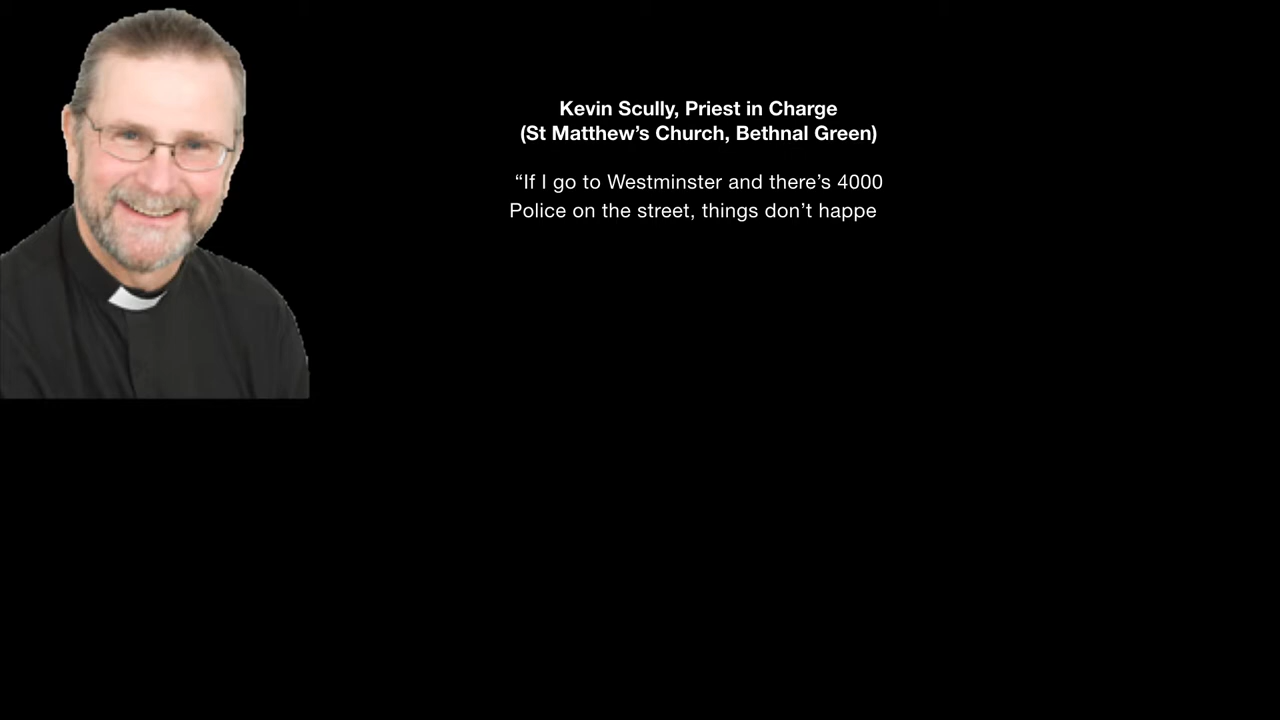 Kevin Scully, Priest in Charge
(St Matthew’s Church, Bethnal Green)
“If I go to Westminster and there’s 4000
Police on the street, things don’t happe